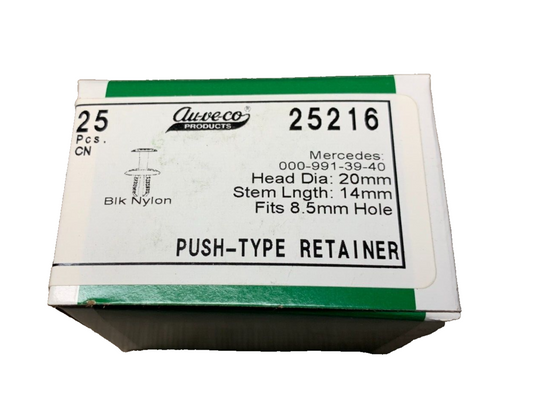 25
Pcs.
CN
Au-ve-co
PRODUCTS
25216
Mercedes:
000-991-39-40
Head Dia: 20mm
Stem Lngth: 14mm
Fits 8.5mm Hole
Blk Nylon
PUSH-TYPE RETAINER